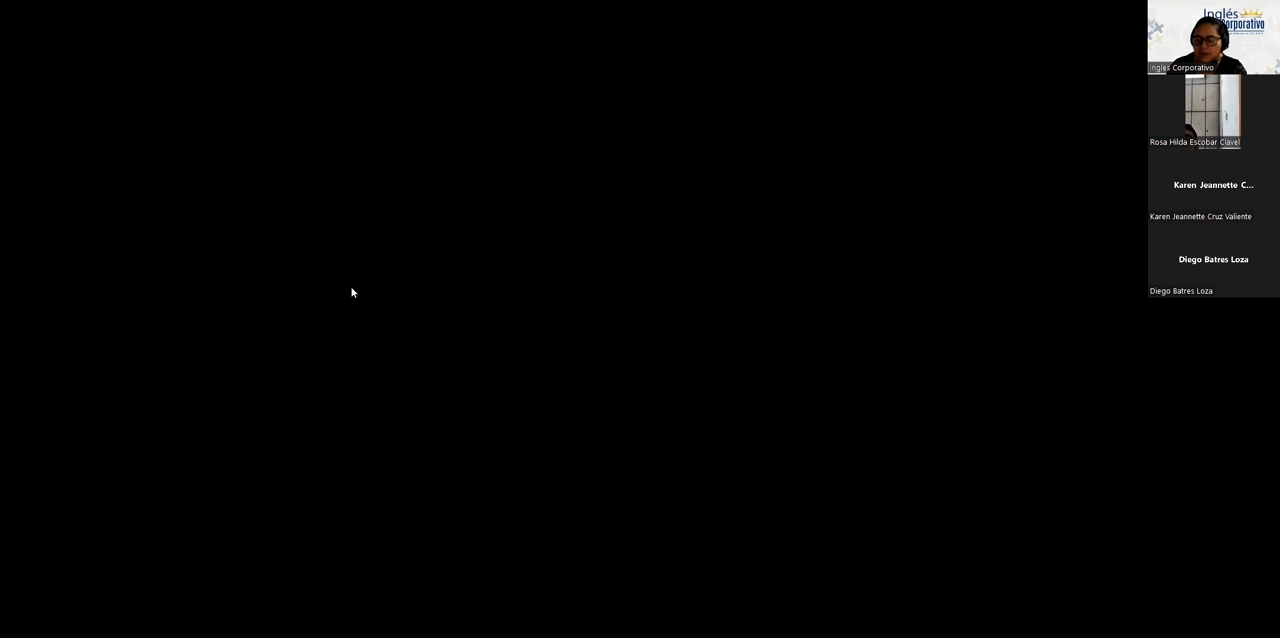 Inglés
Corporativo
Inglés Corporativo
Rosa Hilda Escobar Clavel
Karen Jeannette C...
Karen Jeannette Cruz Valiente
Diego Batres Loza
Diego Batres Loza